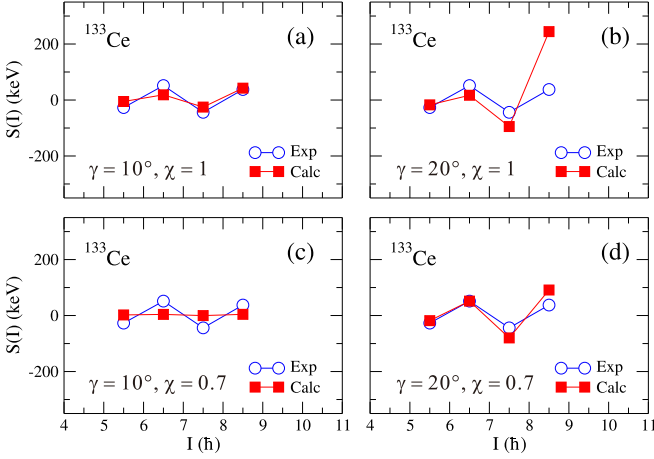 133Ce (a)
200
0
-200
S(I) (keV)
Exp
Calc
γ = 10°, χ = 1
133Ce (b)
Exp
Calc
γ = 20°, χ = 1
133Ce (c)
200
0
-200
S(I) (keV)
Exp
Calc
γ = 10°, χ = 0.7
4 5 6 7 8 9 10 11
I (ħ)
133Ce (d)
Exp
Calc
γ = 20°, χ = 0.7
4 5 6 7 8 9 10 11
I (ħ)